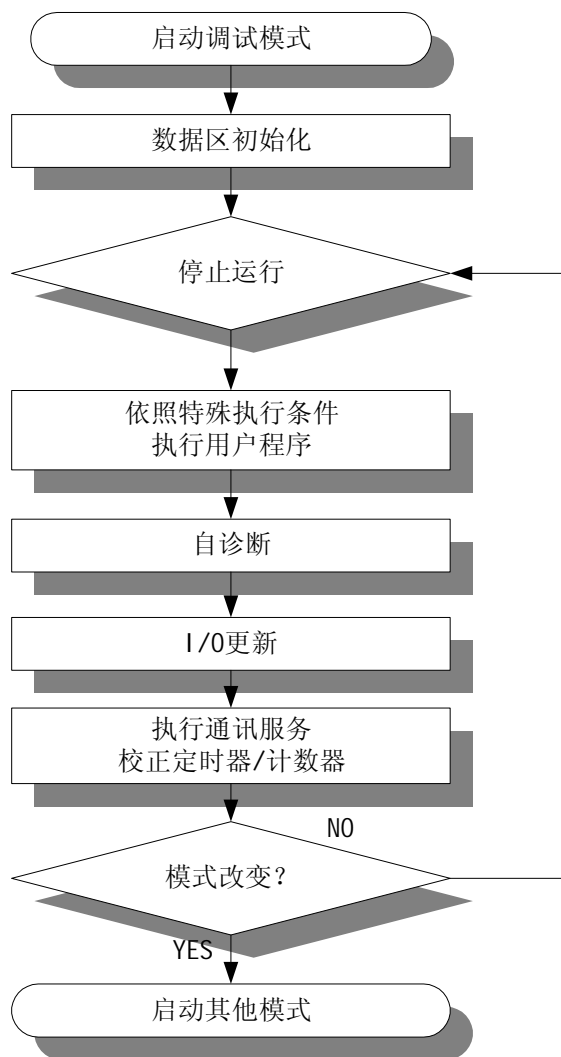 启动调试模式
数据区初始化
停止运行
依照特殊执行条件
执行用户程序
自诊断
I/O更新
执行通讯服务
校正定时器/计数器
NO
模式改变?
YES
启动其他模式